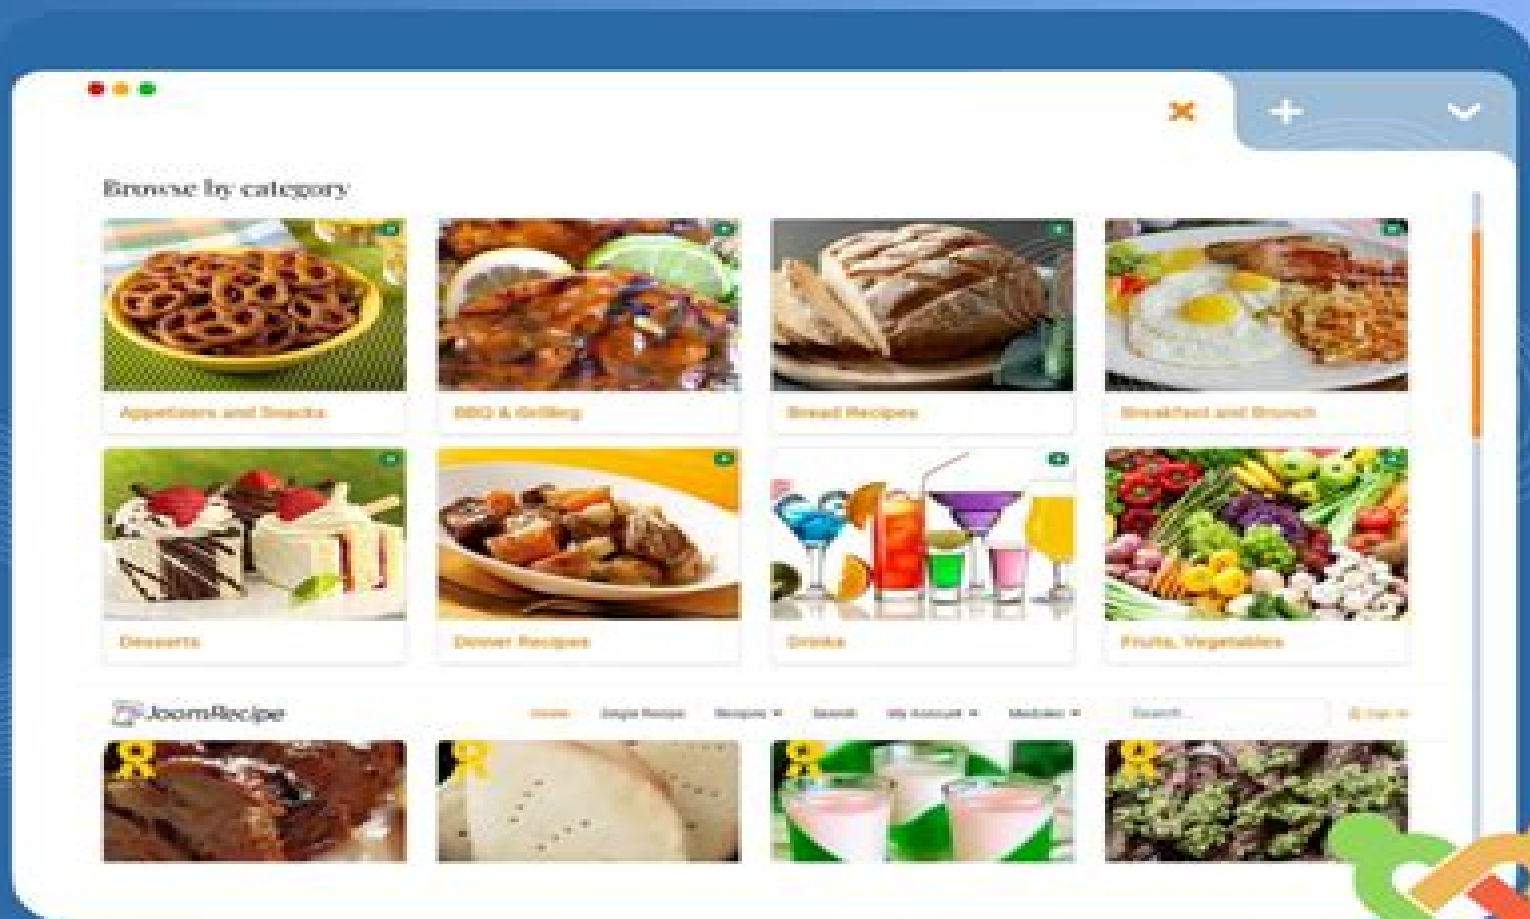 Browse by category
Appetizers and Snacks
BBQ & Grilling
Bread Recipes
Breakfast and Brunch
Desserts
Dinner Recipes
Drinks
Fruits, Vegetables
JoomRecipe
Home Single Recipe Recipes Search My Account Modules Search... Sign in